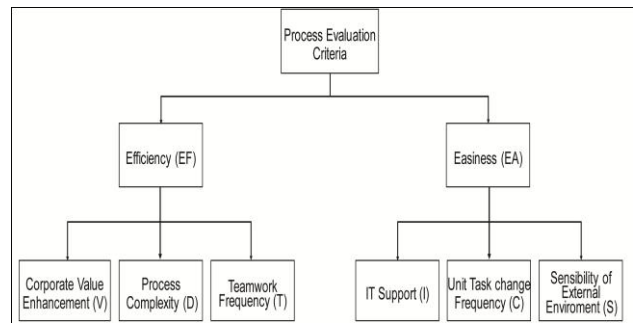 Process Evaluation
Criteria
Efficiency (EF)
Easiness (EA)
Corporate Value
Enhancement (V)
Process
Complexity (D)
Teamwork
Frequency (T)
IT Support (I)
Unit Task change
Frequency (C)
Sensibility of
External
Enviroment (S)